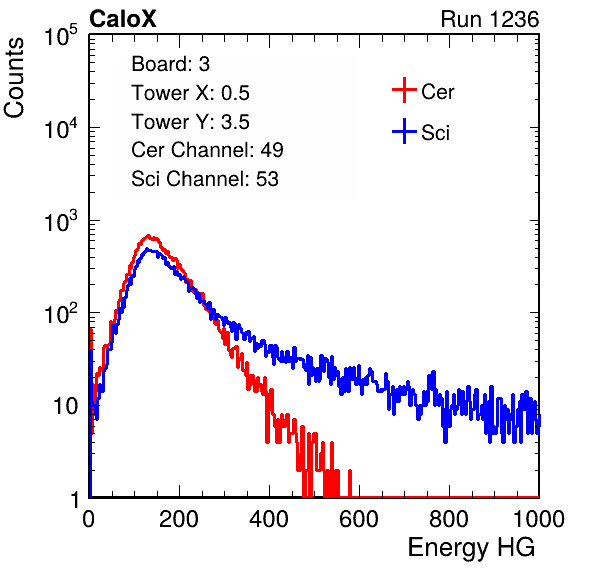 CaloX Run 1236
Counts
10^5
10^4
10^3
10^2
10
1
Board: 3
Tower X: 0.5
Tower Y: 3.5
Cer Channel: 49
Sci Channel: 53
Cer
Sci
0 200 400 600 800 1000
Energy HG